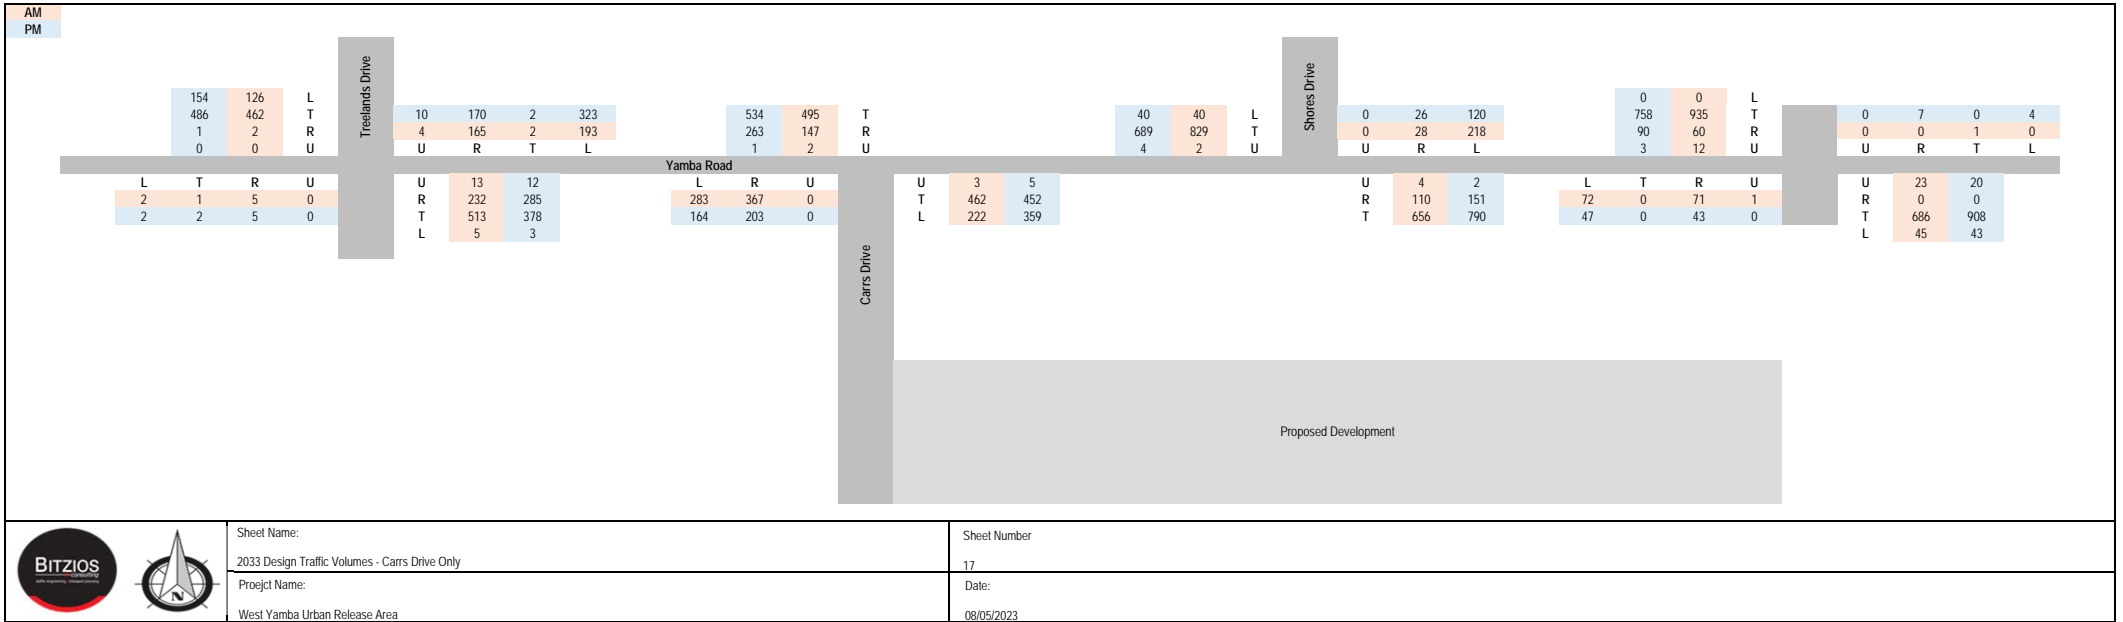 AM
PM
Treelands Drive
Shores Drive
154 126 L
486 462 T
1 2 R
0 0 U
10 170 2 323
4 165 2 193
U R T L
534 495 T
263 147 R
1 2 U
40 40 L
689 829 T
4 2 U
0 26 120
0 28 218
U R L
0 0 L
758 935 T
90 60 R
3 12 U
0 7 0 4
0 0 1 0
U R T L
Yamba Road
L T R U
2 1 5 0
2 2 5 0
U 13 12
R 232 285
T 513 378
L 5 3
L R U
283 367 0
164 203 0
U 3 5
T 462 452
L 222 359
U 4 2
R 110 151
T 656 790
L T R U
72 0 71 1
47 0 43 0
U 23 20
R 0 0
T 686 908
L 45 43
Carrs Drive
Proposed Development
BITZIOS
consulting
N
Sheet Name:
2033 Design Traffic Volumes - Carrs Drive Only
Sheet Number
17
Proejct Name:
West Yamba Urban Release Area
Date:
08/05/2023